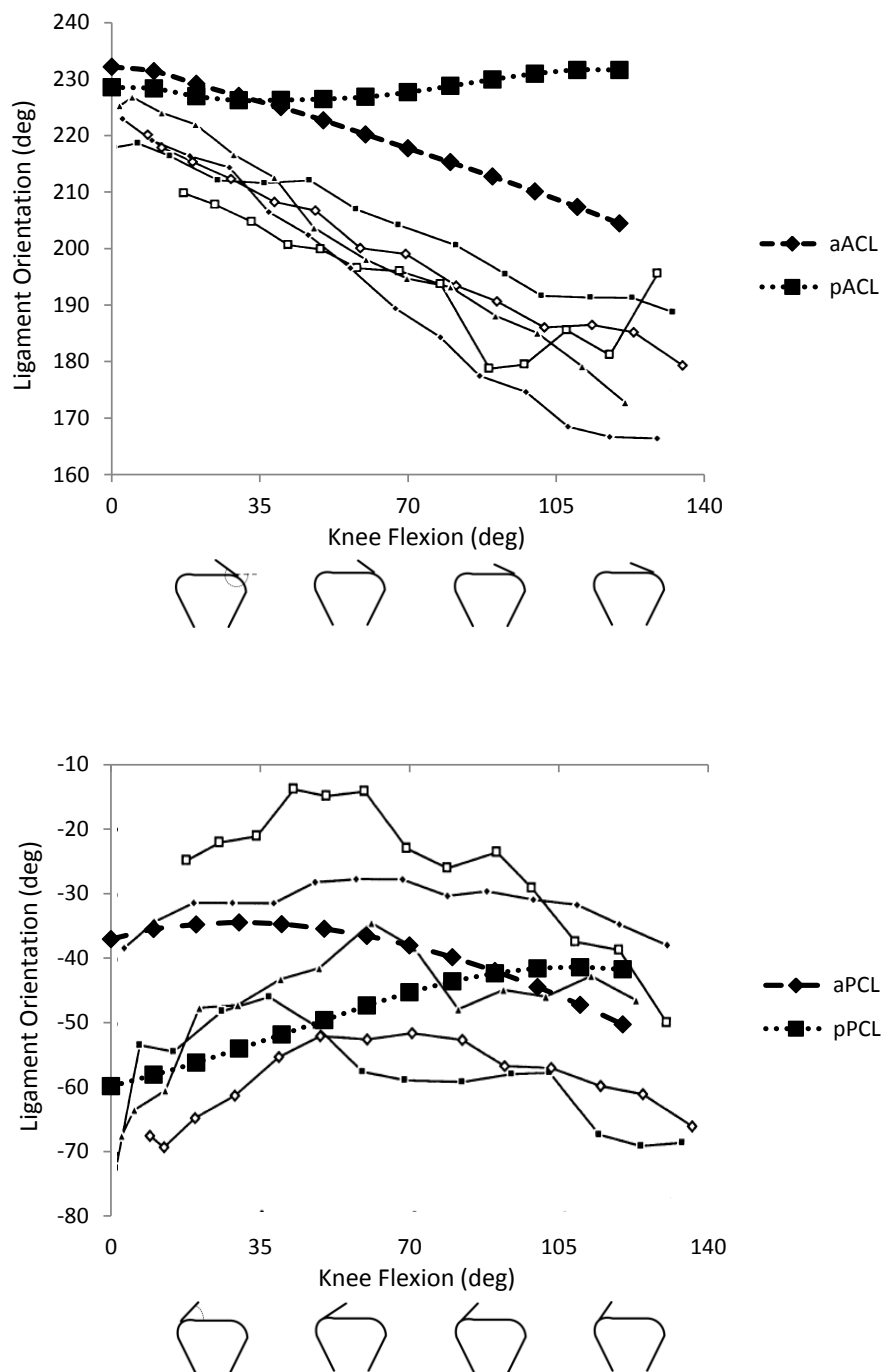 240
230
220
210
200
190
180
170
160
Ligament Orientation (deg)
0 35 70 105 140
Knee Flexion (deg)
aACL
pACL
-10
-20
-30
-40
-50
-60
-70
-80
Ligament Orientation (deg)
0 35 70 105 140
Knee Flexion (deg)
aPCL
pPCL